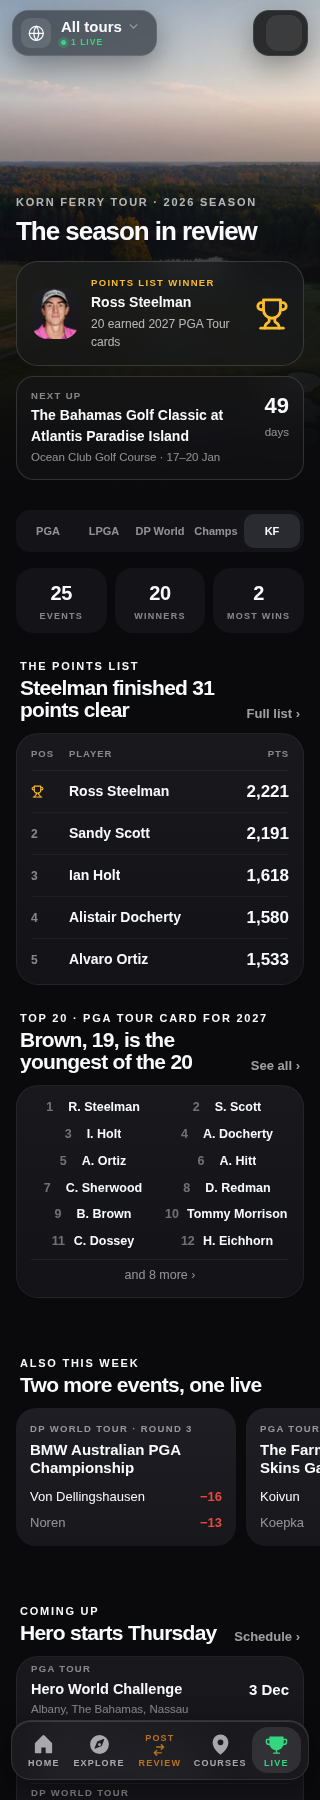 All tours
1 LIVE
KORN FERRY TOUR · 2026 SEASON
The season in review
POINTS LIST WINNER
Ross Steelman
20 earned 2027 PGA Tour
cards
NEXT UP
The Bahamas Golf Classic at
Atlantis Paradise Island
Ocean Club Golf Course · 17–20 Jan
49
days
PGA LPGA DP World Champs KF
25 20 2
EVENTS WINNERS MOST WINS
THE POINTS LIST
Steelman finished 31
points clear
Full list ›
POS PLAYER PTS
Ross Steelman 2,221
2 Sandy Scott 2,191
3 Ian Holt 1,618
4 Alistair Docherty 1,580
5 Alvaro Ortiz 1,533
TOP 20 · PGA TOUR CARD FOR 2027
Brown, 19, is the
youngest of the 20
See all ›
1 R. Steelman 2 S. Scott
3 I. Holt 4 A. Docherty
5 A. Ortiz 6 A. Hitt
7 C. Sherwood 8 D. Redman
9 B. Brown 10 Tommy Morrison
11 C. Dossey 12 H. Eichhorn
and 8 more ›
ALSO THIS WEEK
Two more events, one live
DP WORLD TOUR · ROUND 3
BMW Australian PGA
Championship
Von Dellingshausen −16
Noren −13
PGA TOUR
The Farm
Skins Ga
Koivun
Koepka
COMING UP
Hero starts Thursday
Schedule ›
PGA TOUR
Hero World Challenge
Albany, The Bahamas, Nassau
3 Dec
HOME EXPLORE POST REVIEW COURSES LIVE
DP WORLD TOUR